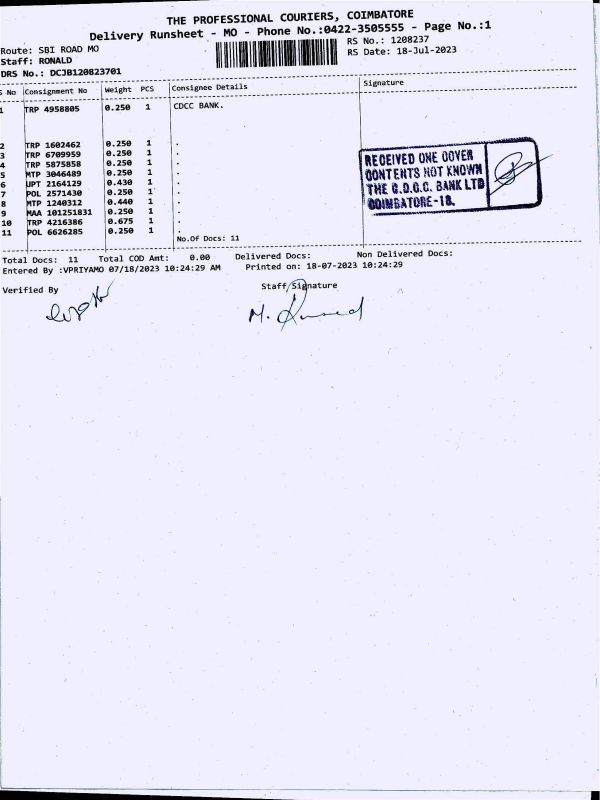 THE PROFESSIONAL COURIERS, COIMBATORE
Delivery Runsheet - MO - Phone No.:0422-3505555 - Page No.:1
Route: SBI ROAD MO
RS No.: 1208237
Staff: RONALD
RS Date: 18-Jul-2023
DRS No.: DCJB120823701
S No Consignment No Weight PCS Consignee Details Signature
1 TRP 4958805 0.250 1 CDCC BANK.
2 TRP 1602462 0.250 1 .
3 TRP 6709959 0.250 1 .
4 TRP 5875858 0.250 1 .
5 MTP 3046489 0.250 1 .
6 UPT 2164129 0.430 1 .
7 POL 2571430 0.250 1 .
8 MTP 1240312 0.440 1 .
9 MAA 101251831 0.250 1 .
10 TRP 4216386 0.675 1 .
11 POL 6626285 0.250 1 .
No.Of Docs: 11
RECEIVED ONE COVER
CONTENTS NOT KNOWN
THE C.D.C.C. BANK LTD
COIMBATORE-18.
Total Docs: 11 Total COD Amt: 0.00 Delivered Docs: Non Delivered Docs:
Entered By :VPRIYAMO 07/18/2023 10:24:29 AM Printed on: 18-07-2023 10:24:29
Verified By Staff Signature